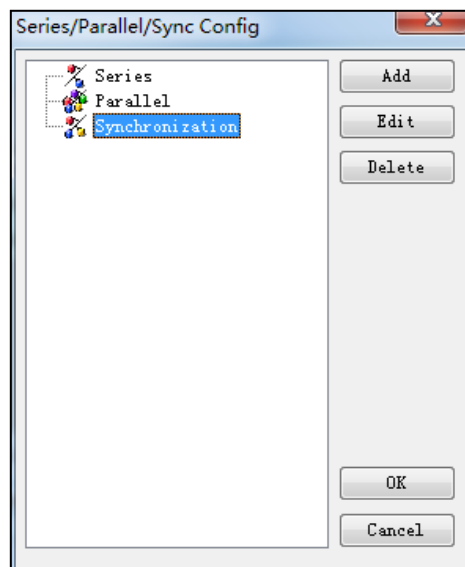 Series/Parallel/Sync Config
Series
Parallel
Synchronization
Add
Edit
Delete
OK
Cancel